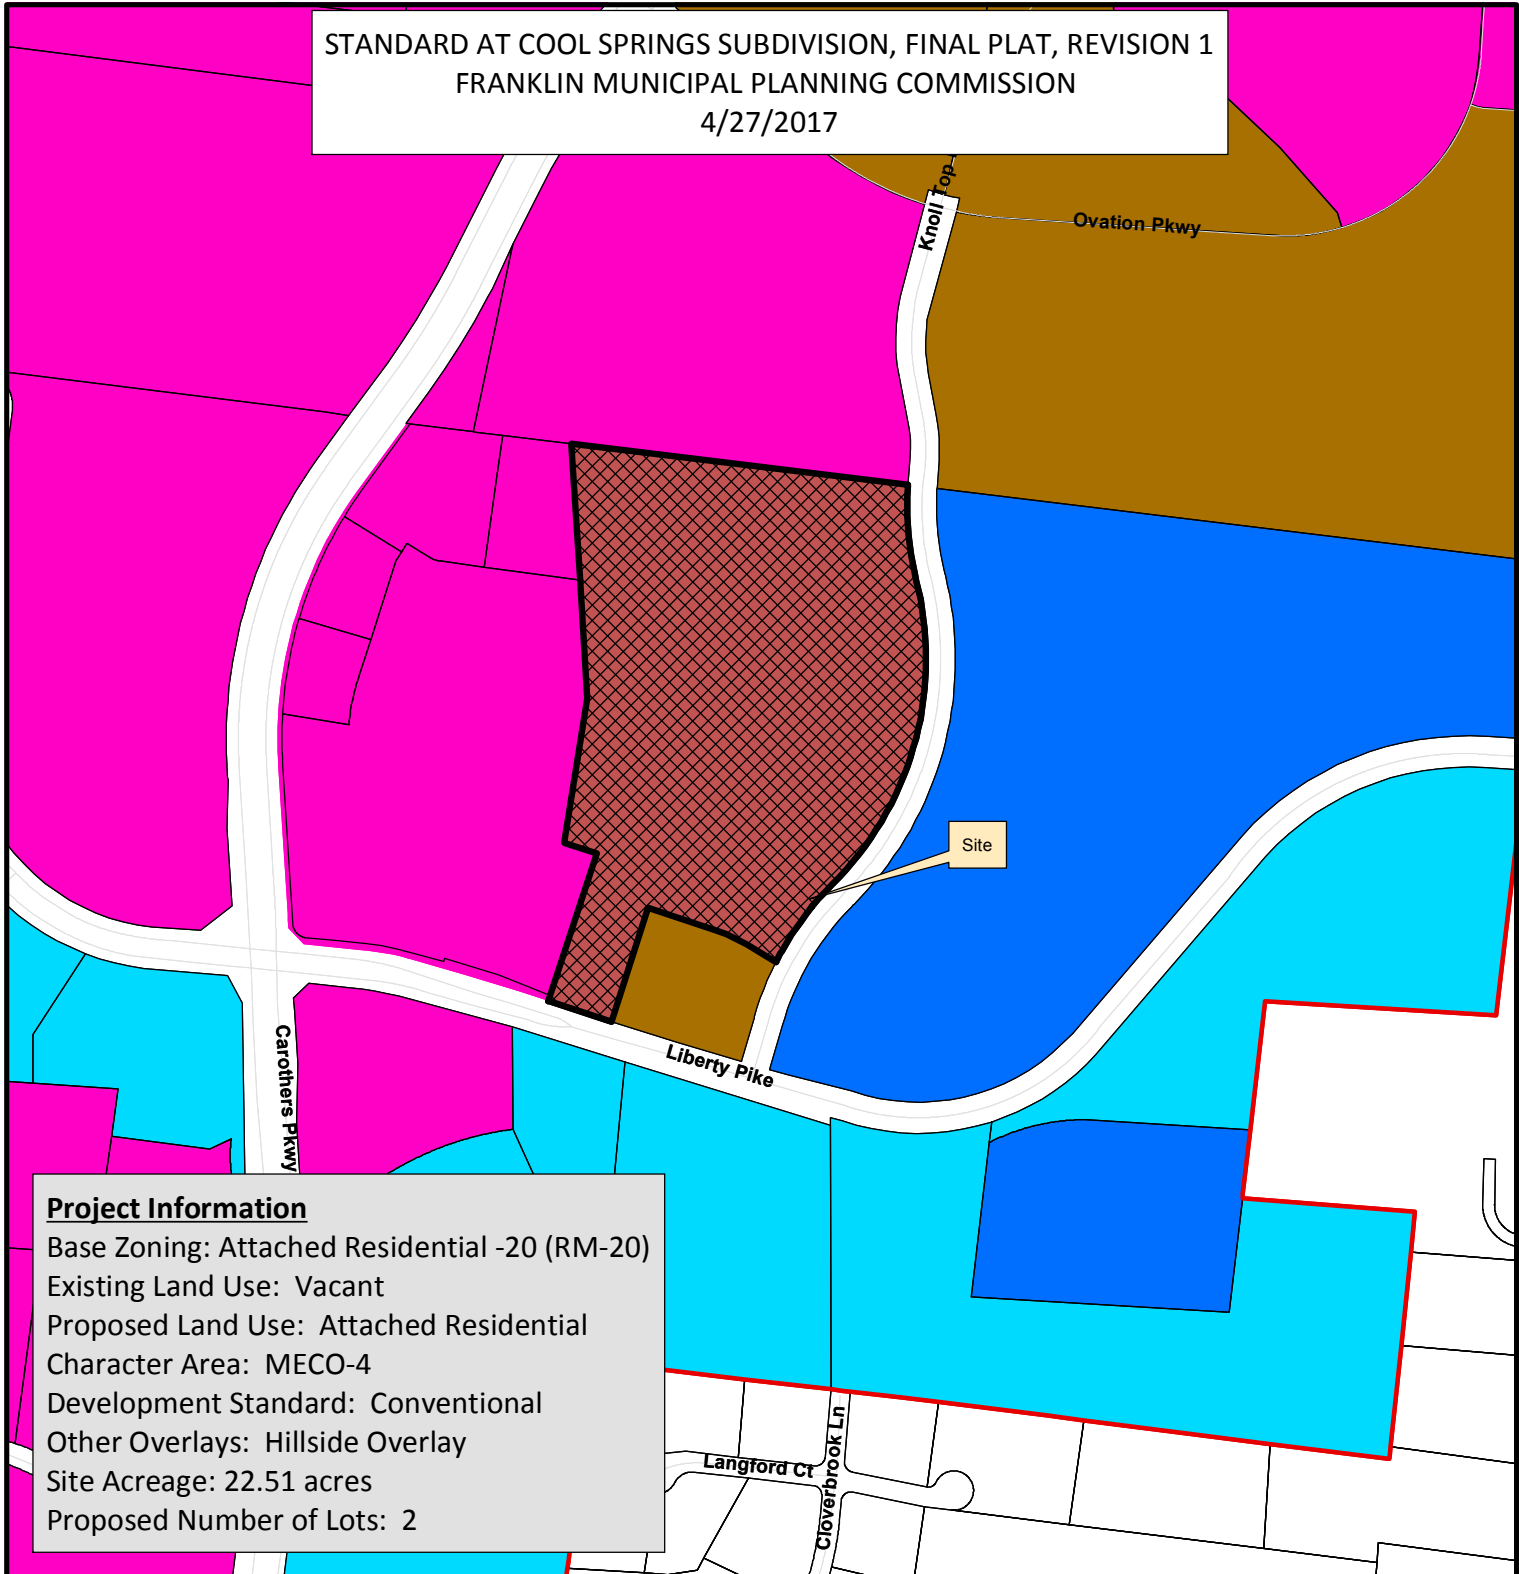 STANDARD AT COOL SPRINGS SUBDIVISION, FINAL PLAT, REVISION 1
FRANKLIN MUNICIPAL PLANNING COMMISSION
4/27/2017
Knoll Top
Ovation Pkwy
Site
Liberty Pike
Carothers Pkwy
Project Information
Base Zoning: Attached Residential -20 (RM-20)
Existing Land Use: Vacant
Proposed Land Use: Attached Residential
Character Area: MECO-4
Development Standard: Conventional
Other Overlays: Hillside Overlay
Site Acreage: 22.51 acres
Proposed Number of Lots: 2
Langford Ct
Cloverbrook Ln